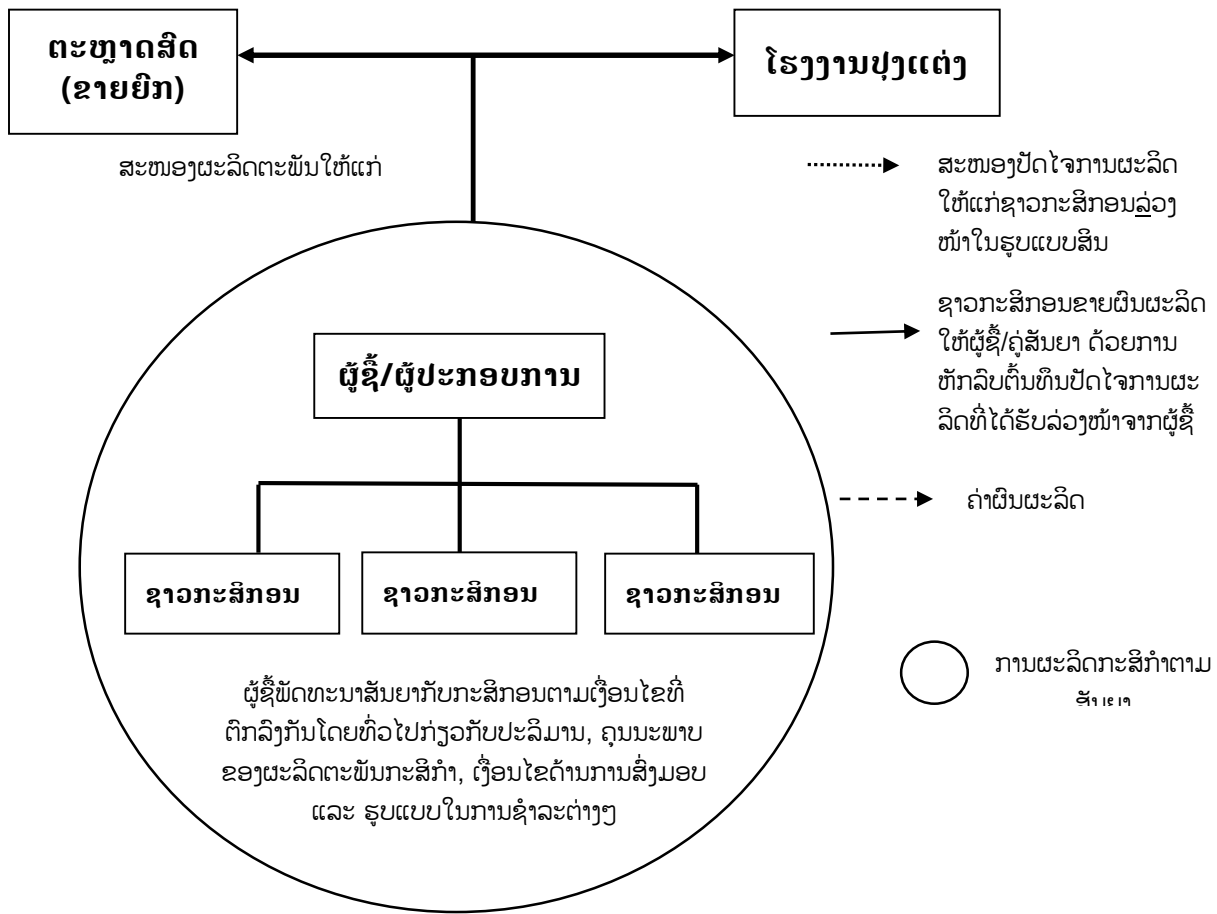 ຕະຫຼາດສົດ
(ຂາຍຍົກ)
ໂຮງງານປຸງແຕ່ງ
ສະໜອງຜະລິດຕະພັນໃຫ້ແກ່
ສະໜອງປັດໄຈການຜະລິດ
ໃຫ້ແກ່ຊາວກະສິກອນລ່ວງ
ໜ້າໃນຮູບແບບສິນ
ຊາວກະສິກອນຂາຍຜົນຜະລິດ
ໃຫ້ຜູ້ຊື້/ຄູ່ສັນຍາ ດ້ວຍການ
ຫັກລົບຕົ້ນທຶນປັດໄຈການຜະ
ລິດທີ່ໄດ້ຮັບລ່ວງໜ້າຈາກຜູ້ຊື້
ຄ່າຜົນຜະລິດ
ການຜະລິດກະສິກຳຕາມ
ສັນຍາ
ຜູ້ຊື້/ຜູ້ປະກອບການ
ຊາວກະສິກອນ
ຊາວກະສິກອນ
ຊາວກະສິກອນ
ຜູ້ຊື້ພັດທະນາສັນຍາກັບກະສິກອນຕາມເງື່ອນໄຂທີ່
ຕົກລົງກັນໂດຍທົ່ວໄປກ່ຽວກັບປະລິມານ, ຄຸນນະພາບ
ຂອງຜະລິດຕະພັນກະສິກຳ, ເງື່ອນໄຂດ້ານການສົ່ງມອບ
ແລະ ຮູບແບບໃນການຊຳລະຕ່າງໆ